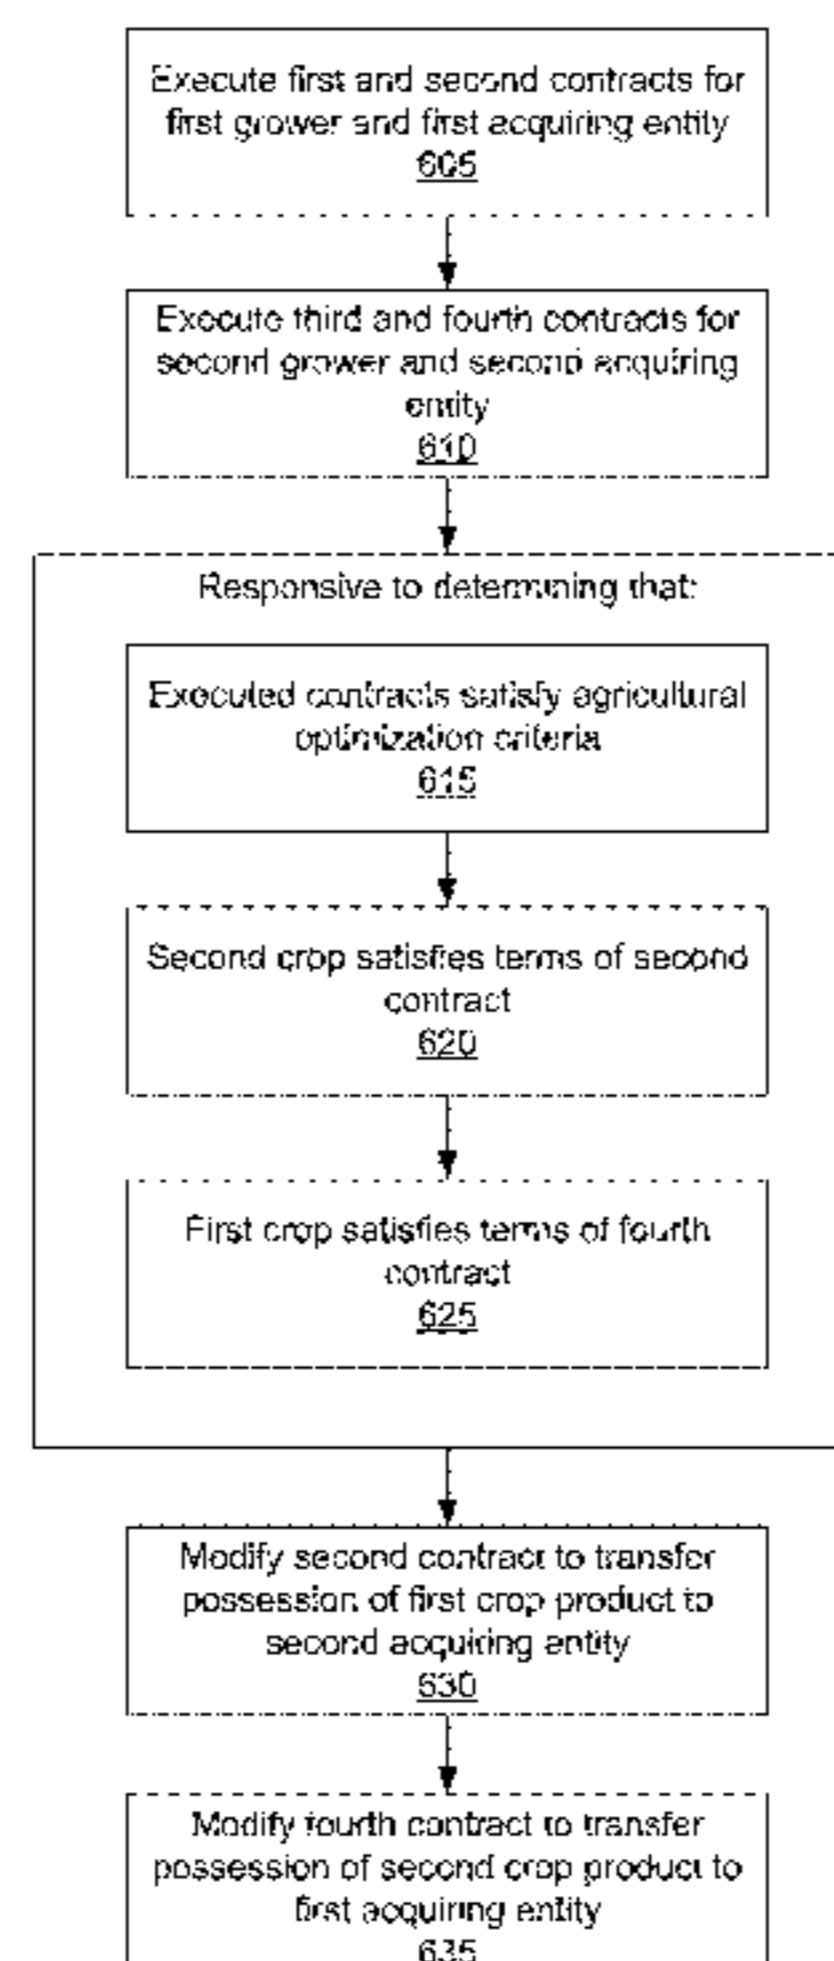 Execute first and second contracts for
first grower and first acquiring entity
605
Execute third and fourth contracts for
second grower and second acquiring
entity
610
Responsive to determining that:
Executed contracts satisfy agricultural
optimization criteria
615
Second crop satisfies terms of second
contract
620
First crop satisfies terms of fourth
contract
625
Modify second contract to transfer
possession of first crop product to
second acquiring entity
630
Modify fourth contract to transfer
possession of second crop product to
first acquiring entity
635